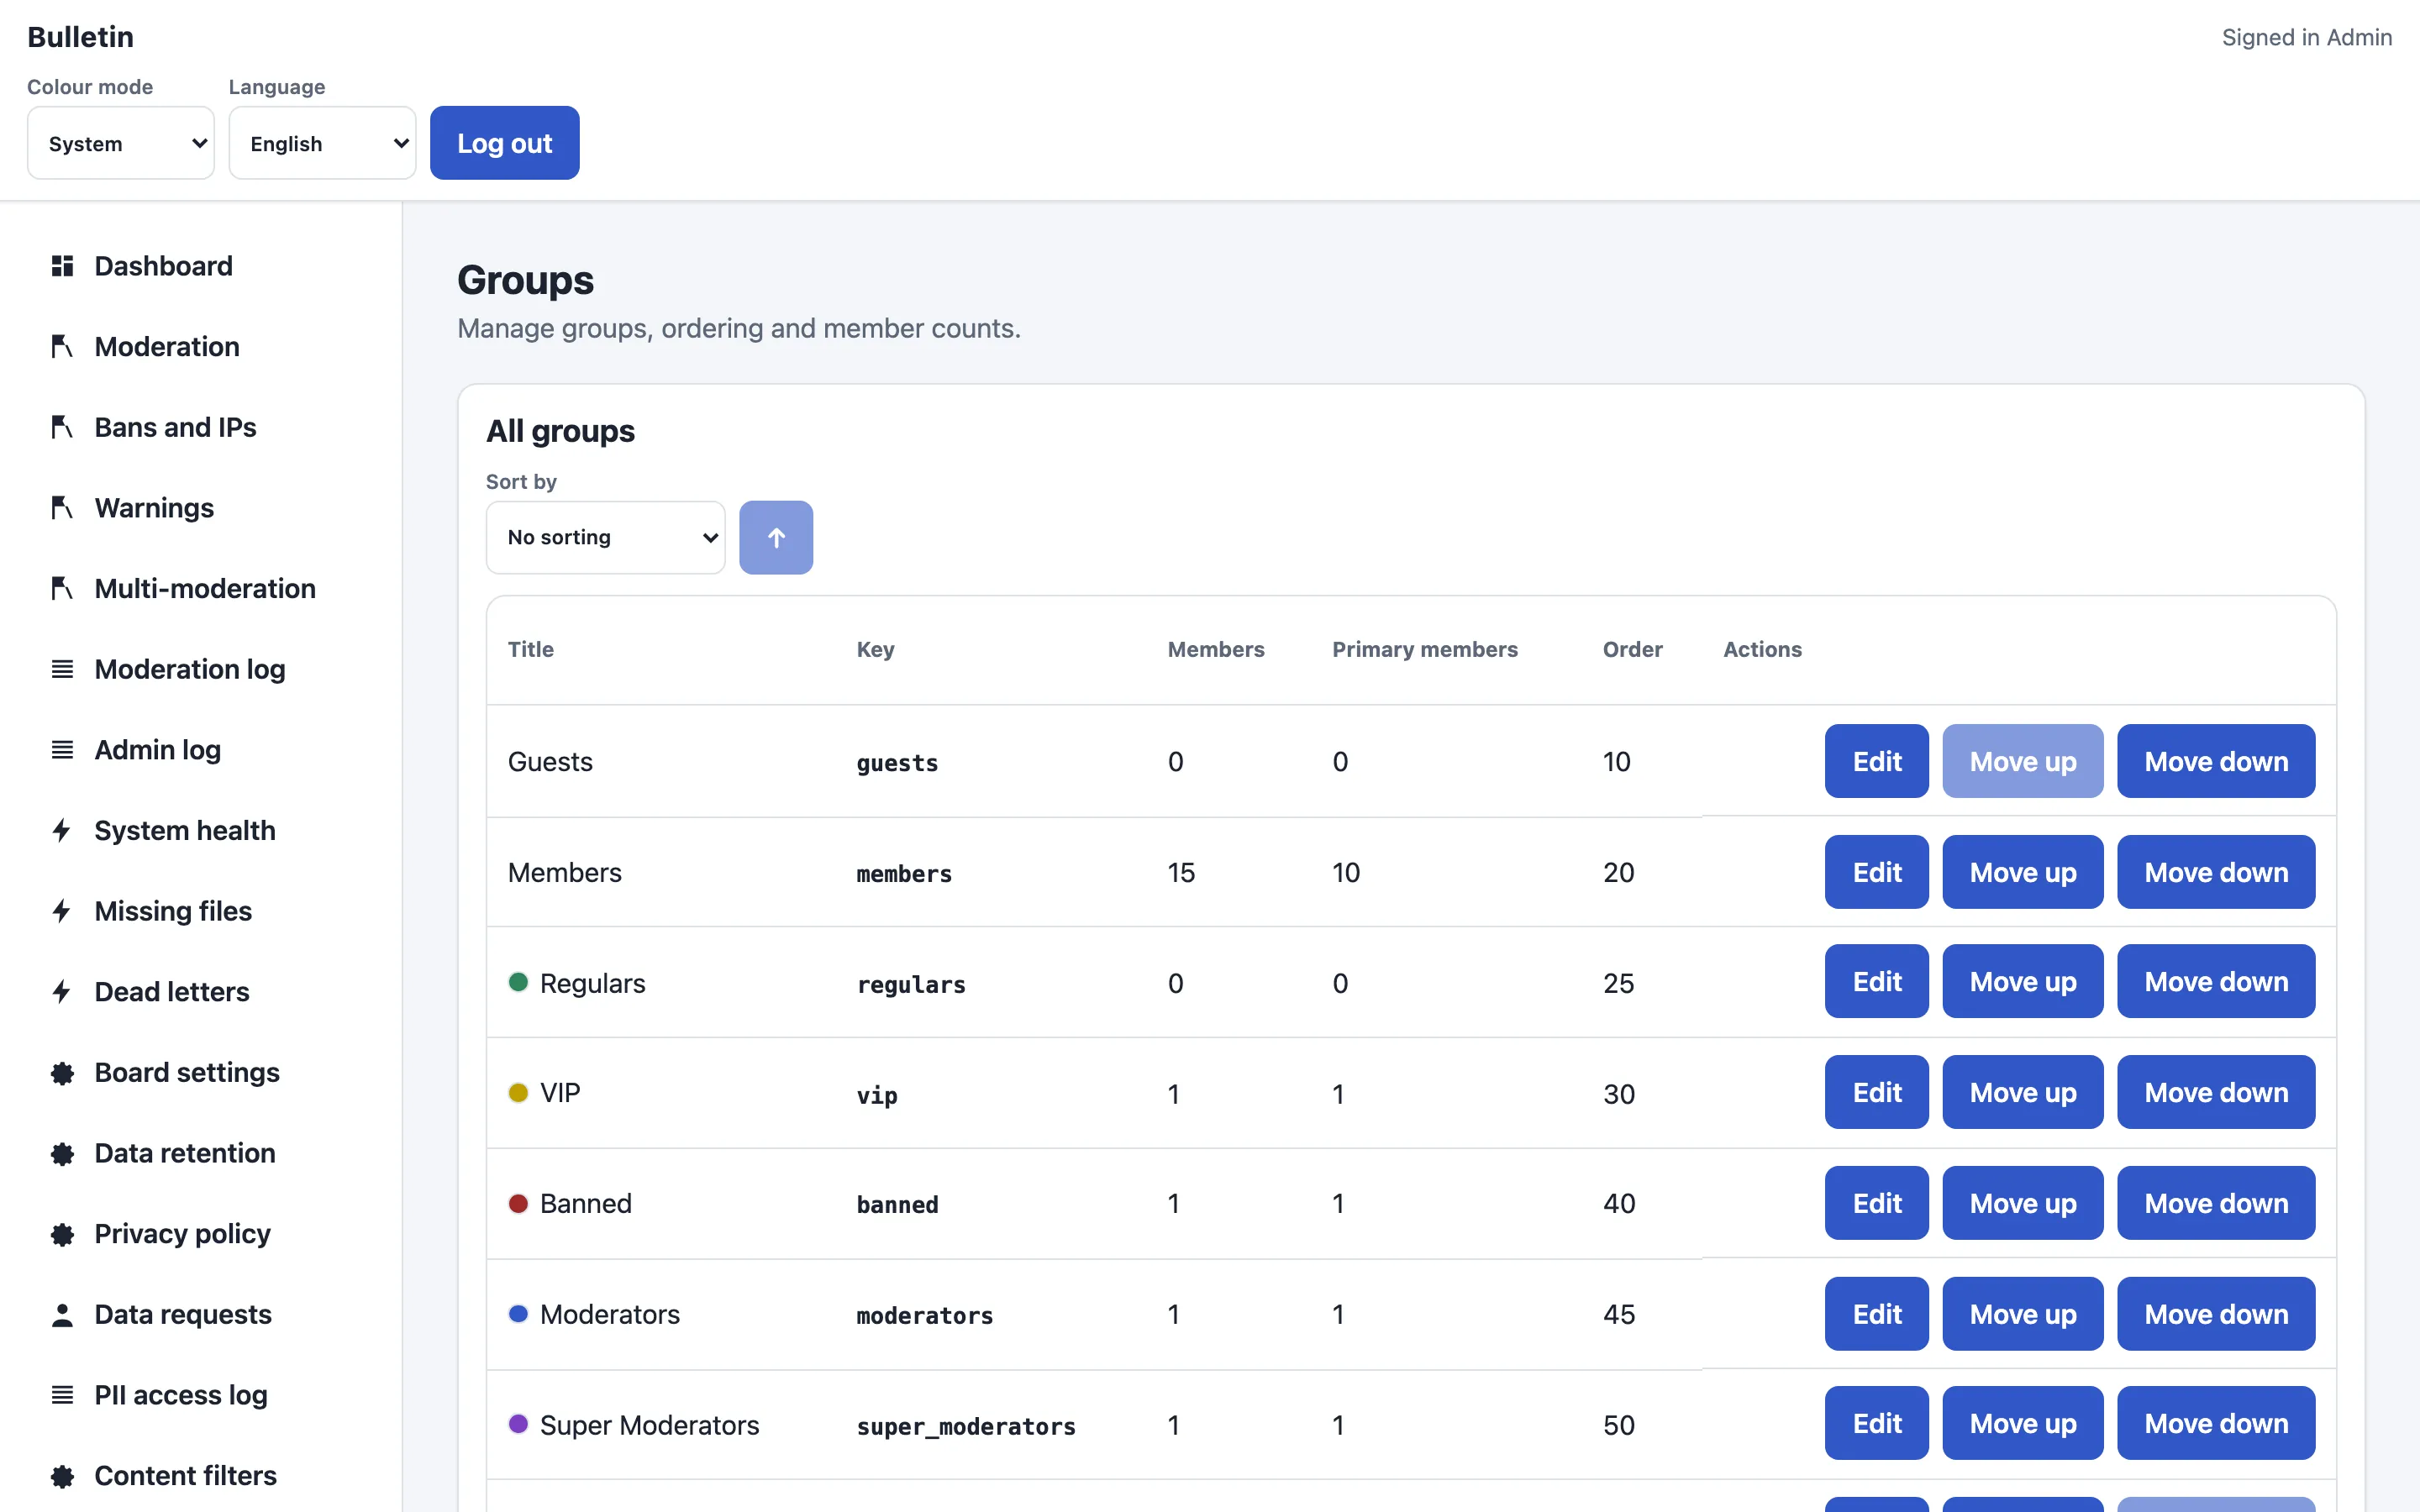 Bulletin
Signed in Admin
Colour mode
Language
System
English
Log out
Dashboard
Moderation
Bans and IPs
Warnings
Multi-moderation
Moderation log
Admin log
System health
Missing files
Dead letters
Board settings
Data retention
Privacy policy
Data requests
PII access log
Content filters
Groups
Manage groups, ordering and member counts.
All groups
Sort by
No sorting
Title Key Members Primary members Order Actions
Guests guests 0 0 10 Edit Move up Move down
Members members 15 10 20 Edit Move up Move down
Regulars regulars 0 0 25 Edit Move up Move down
VIP vip 1 1 30 Edit Move up Move down
Banned banned 1 1 40 Edit Move up Move down
Moderators moderators 1 1 45 Edit Move up Move down
Super Moderators super_moderators 1 1 50 Edit Move up Move down